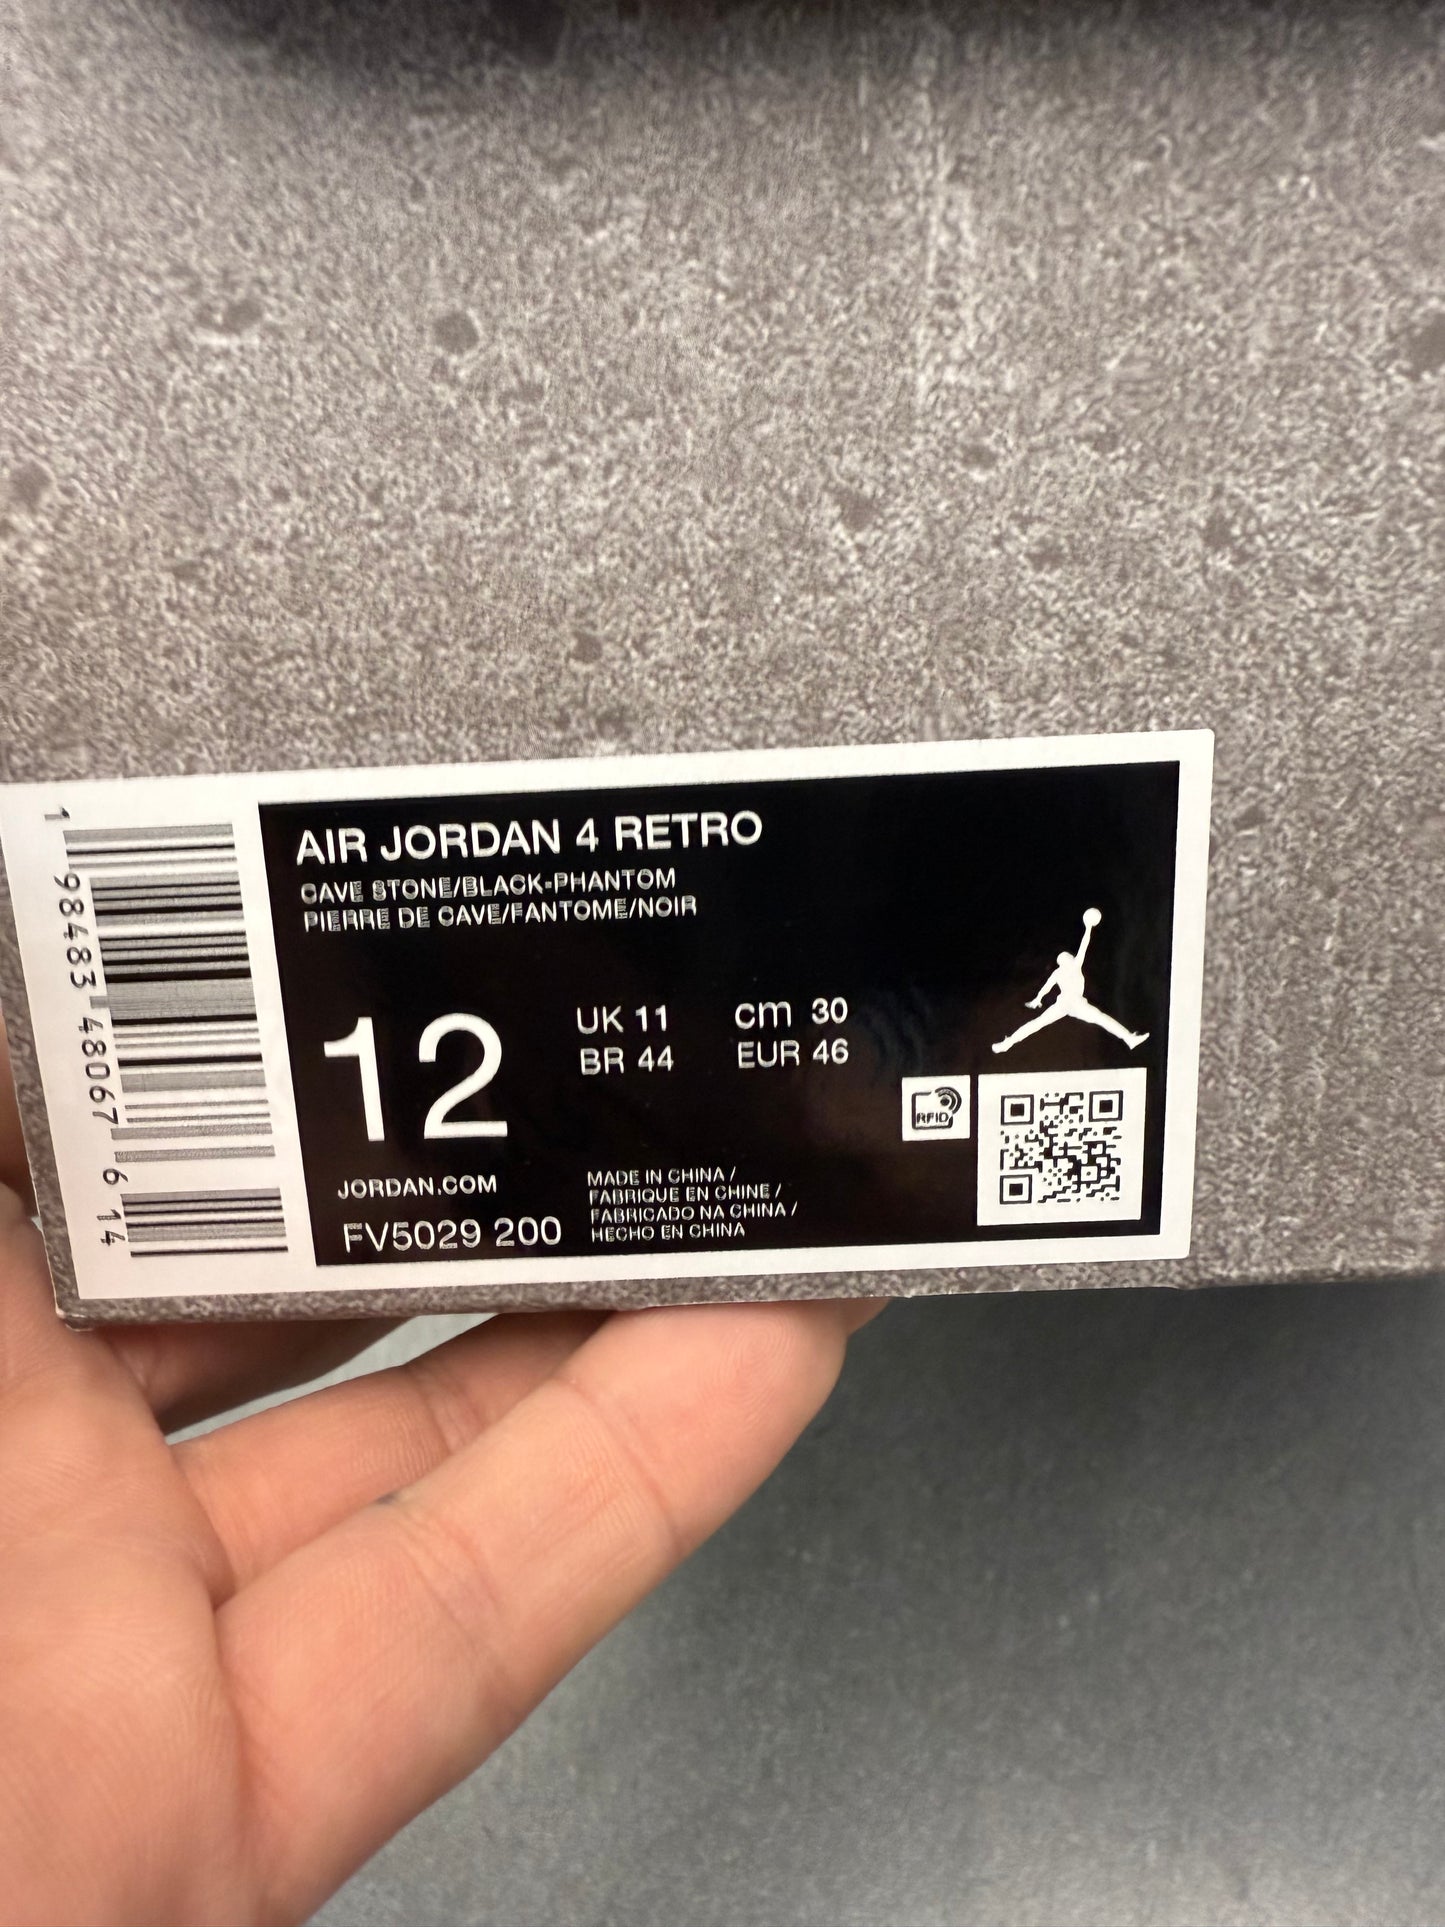 AIR JORDAN 4 RETRO
CAVE STONE/BLACK-PHANTOM
PIERRE DE CAVE/FANTOME/NOIR
12
UK 11 cm 30
BR 44 EUR 46
RFID
JORDAN.COM
FV5029 200
MADE IN CHINA /
FABRIQUE EN CHINE /
FABRICADO NA CHINA /
HECHO EN CHINA
1 98483 48067 6 14